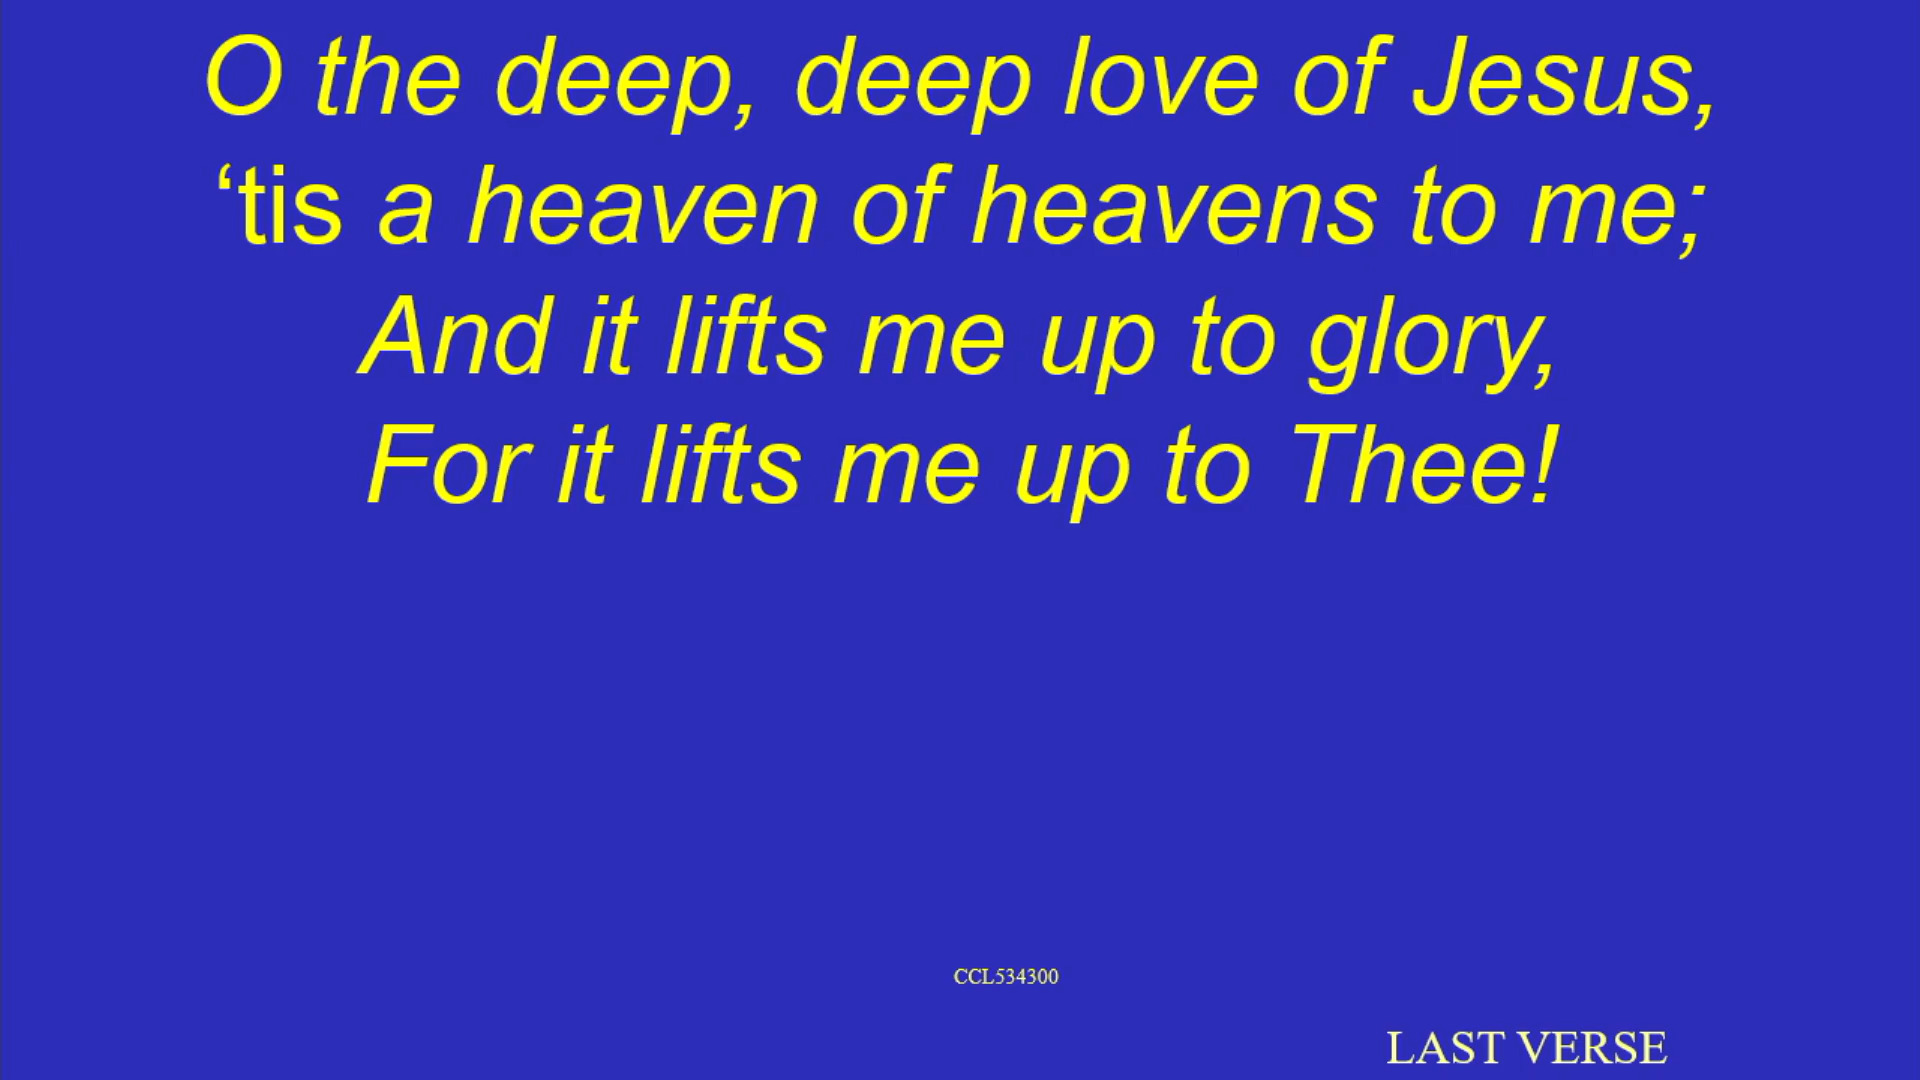 O the deep, deep love of Jesus,
‘tis a heaven of heavens to me;
And it lifts me up to glory,
For it lifts me up to Thee!
CCL534300
LAST VERSE